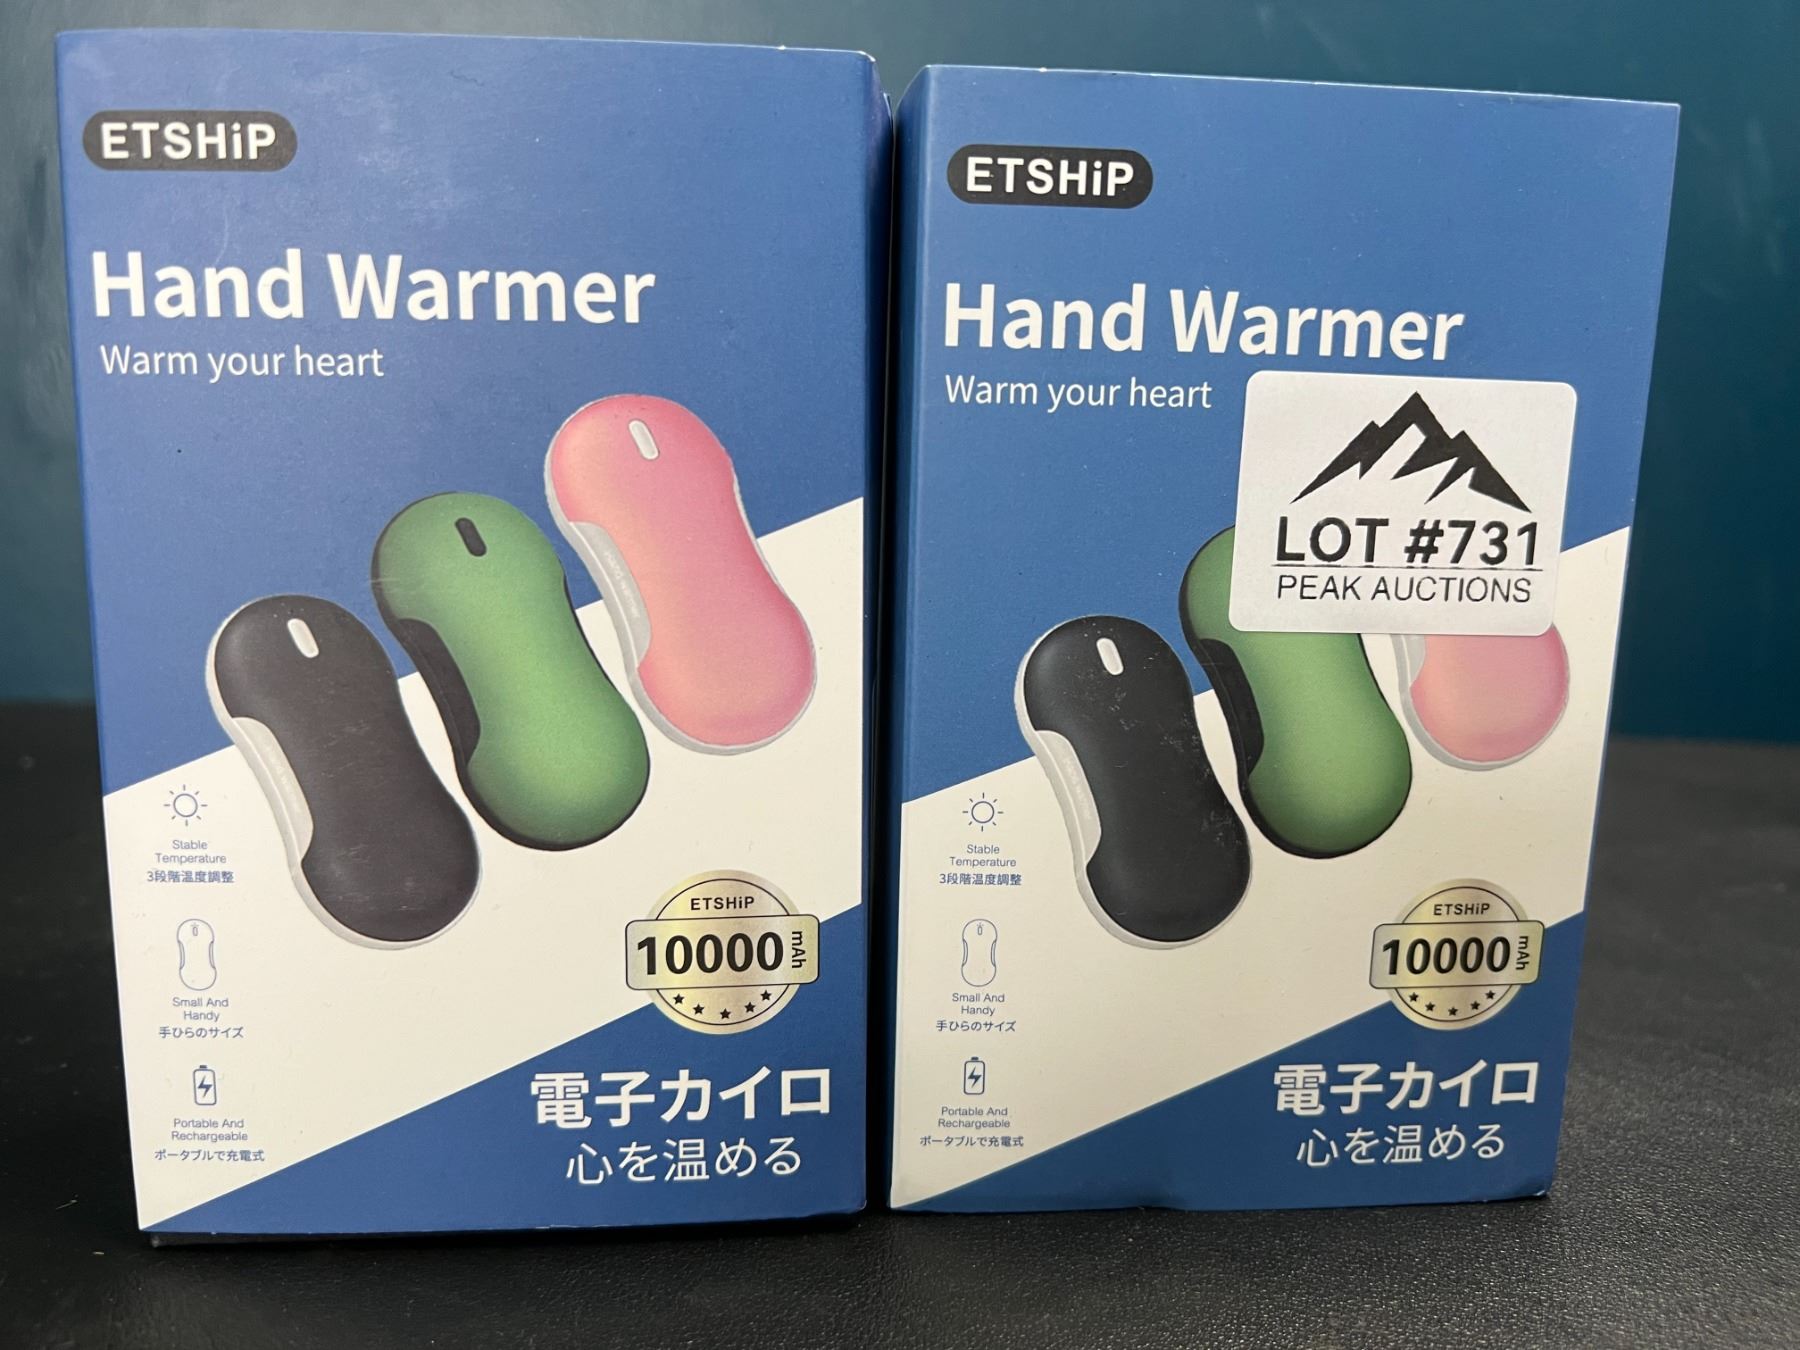 ETSHiP
Hand Warmer
Warm your heart
Stable
Temperature
3段階温度調整
Small And
Handy
手ひらのサイズ
Portable And
Rechargeable
ポータブルで充電式
ETSHiP
10000 mAh
電子カイロ
心を温める
ETSHiP
Hand Warmer
Warm your heart
LOT #731
PEAK AUCTIONS
Stable
Temperature
3段階温度調整
Small And
Handy
手ひらのサイズ
Portable And
Rechargeable
ポータブルで充電式
ETSHiP
10000 mAh
電子カイロ
心を温める